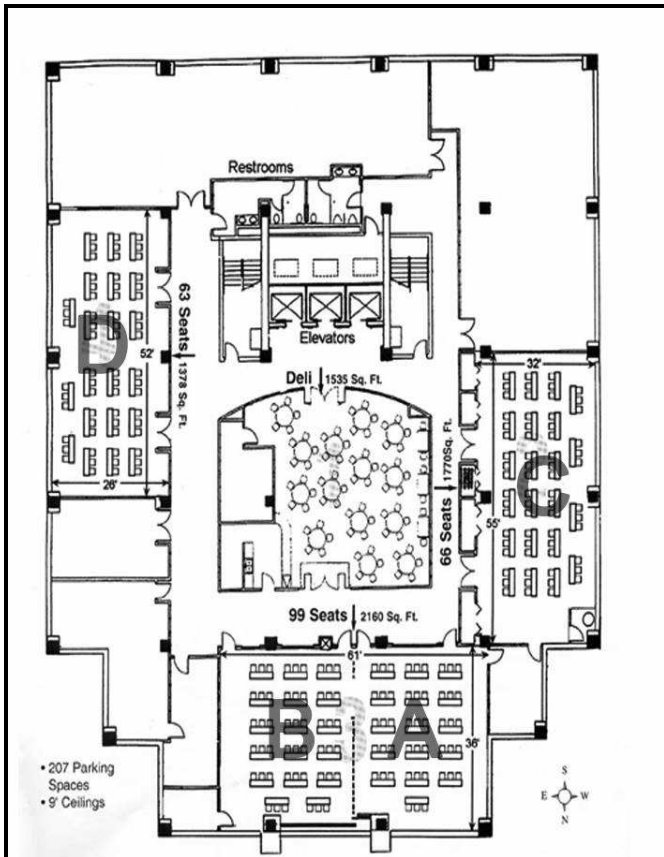 Restrooms
Elevators
63 Seats
1378 Sq. Ft.
D
52'
26'
Deli
1535 Sq. Ft.
32'
66 Seats
1770Sq. Ft.
C
55'
99 Seats
2160 Sq. Ft.
61'
B
A
36'
• 207 Parking
Spaces
• 9' Ceilings
S
E W
N